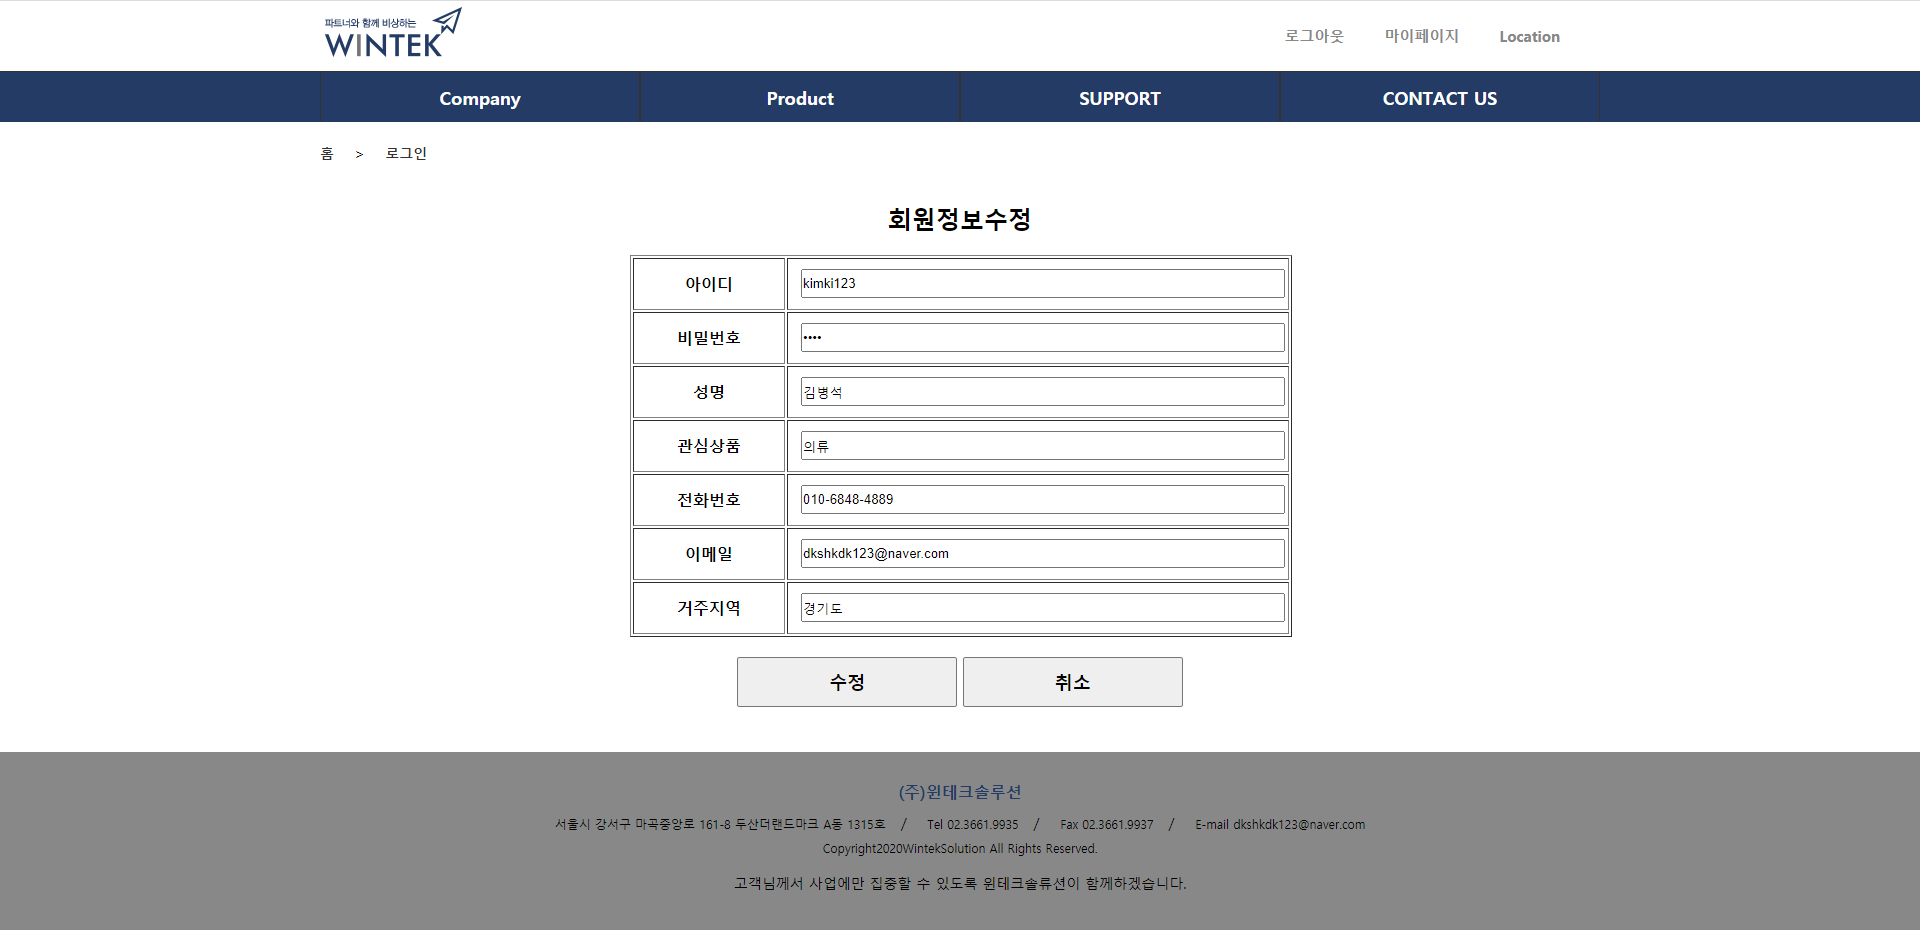 파트너와 함께 비상하는
WINTEK
로그아웃 마이페이지 Location
Company Product SUPPORT CONTACT US
홈 > 로그인
회원정보수정
아이디 kimki123
비밀번호 ••••
성명 김병석
관심상품 의류
전화번호 010-6848-4889
이메일 dkshkdk123@naver.com
거주지역 경기도
수정 취소
(주)윈테크솔루션
서울시 강서구 마곡중앙로 161-8 두산더랜드마크 A동 1315호 / Tel 02.3661.9935 / Fax 02.3661.9937 / E-mail dkshkdk123@naver.com
Copyright2020WintekSolution All Rights Reserved.
고객님께서 사업에만 집중할 수 있도록 윈테크솔류션이 함께하겠습니다.